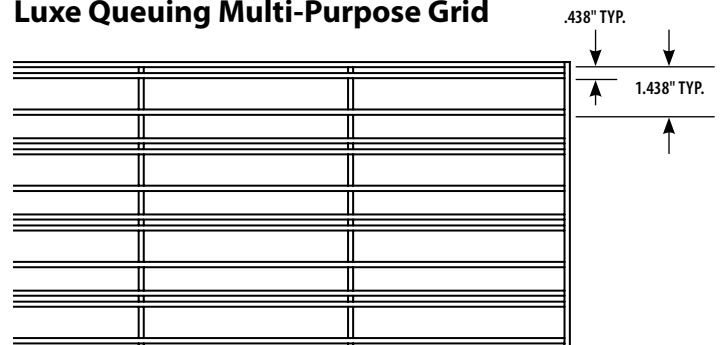 Luxe Queuing Multi-Purpose Grid
.438" TYP.
1.438" TYP.